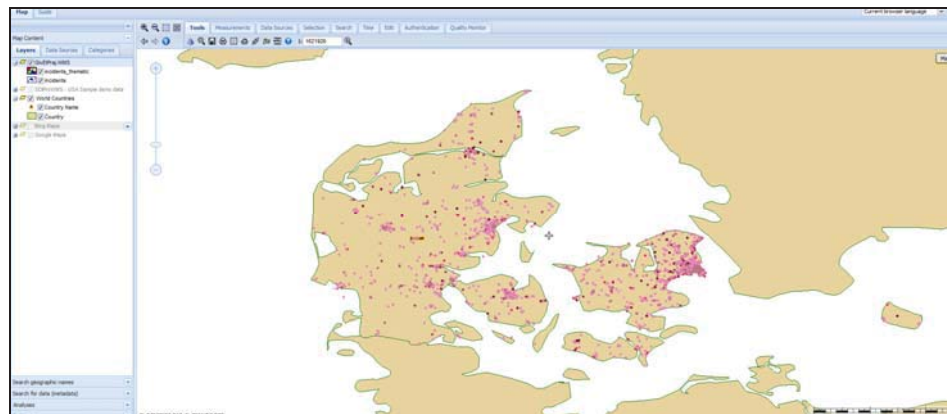 Map Guide
Current browser language
Map Content
Layers Data Sources Categories
incidents_thematic
incidents
World Countries
Country Name
Country
Bing Maps
Google Maps
Tools Measurements Data Sources Selection Search Time Edit Authentication Quality Monitor
Search geographic names
Search for data (metadata)
Analyses